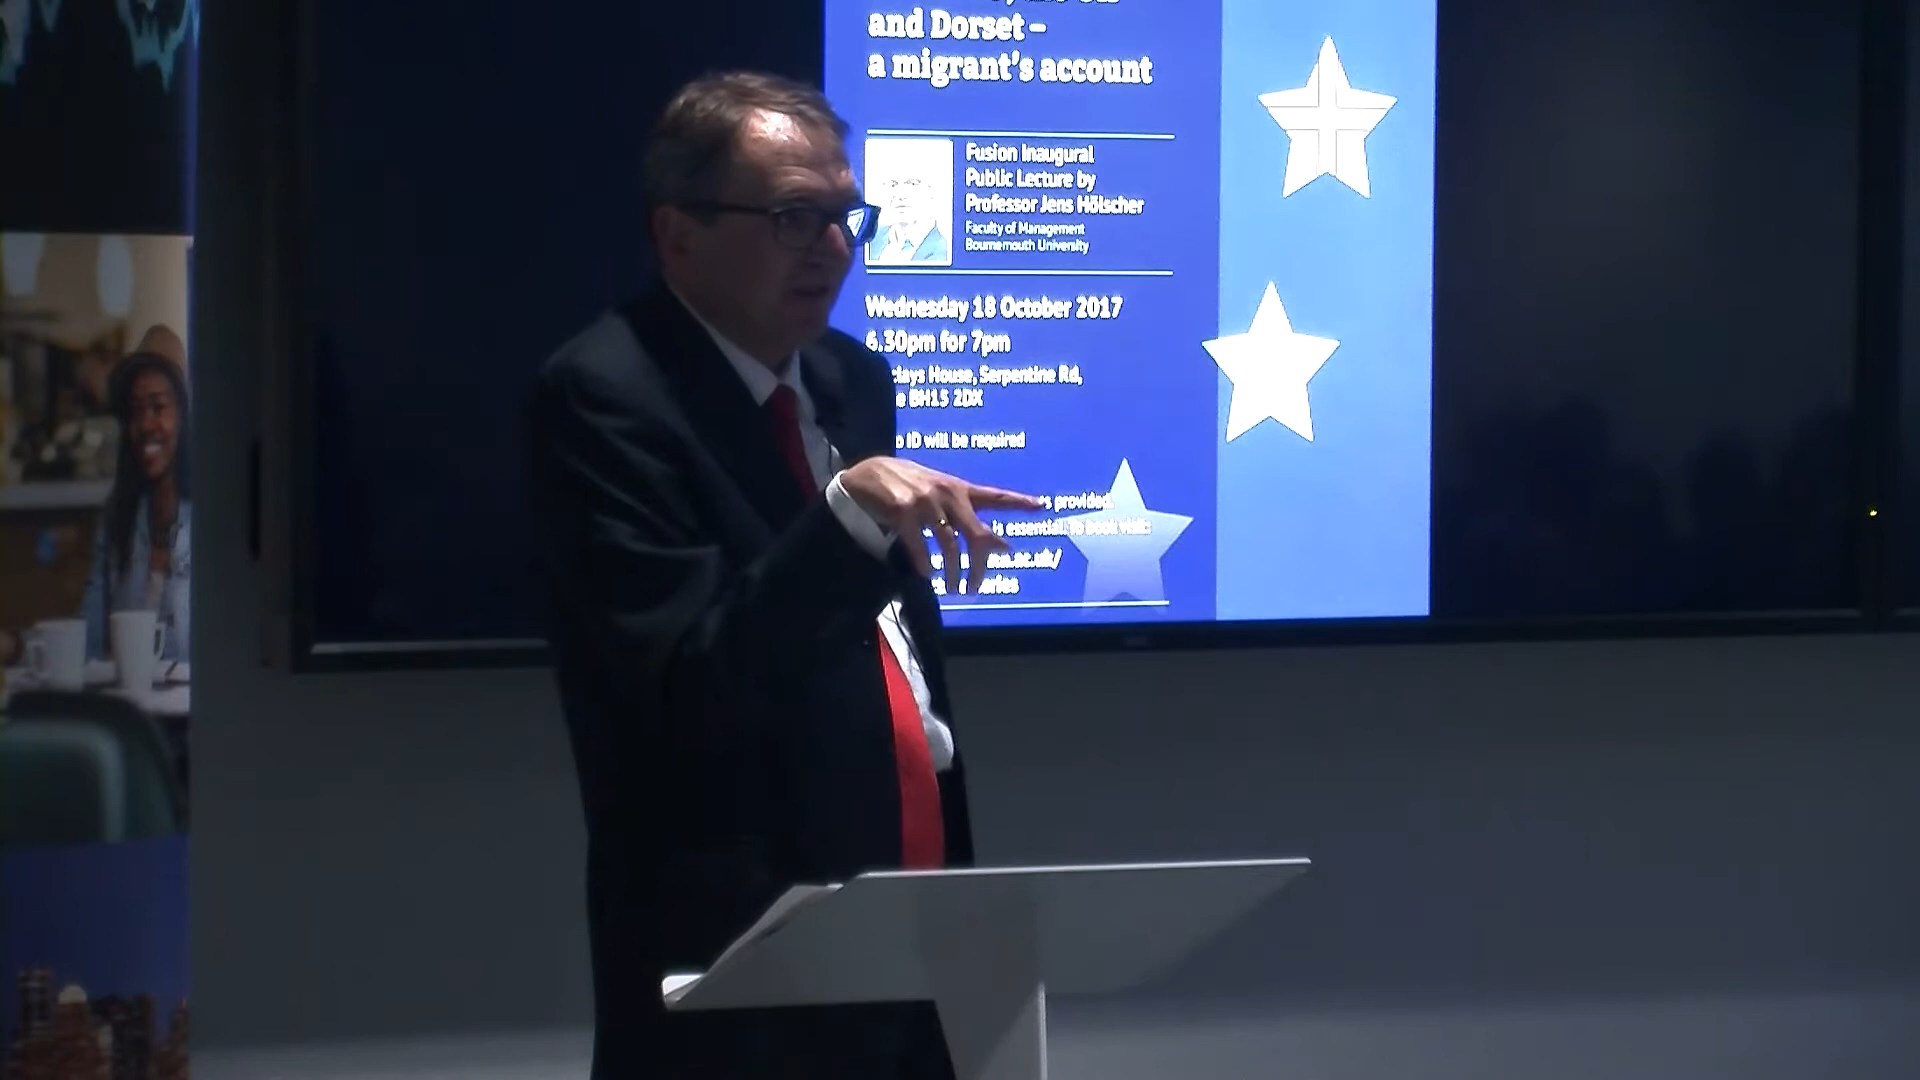 and Dorset –
a migrant's account
Fusion Inaugural
Public Lecture by
Professor Jens Hölscher
Faculty of Management
Bournemouth University
Wednesday 18 October 2017
6.30pm for 7pm
House, Serpentine Rd,
BH15 2DX
ID will be required
provided.
is essential. To book visit: